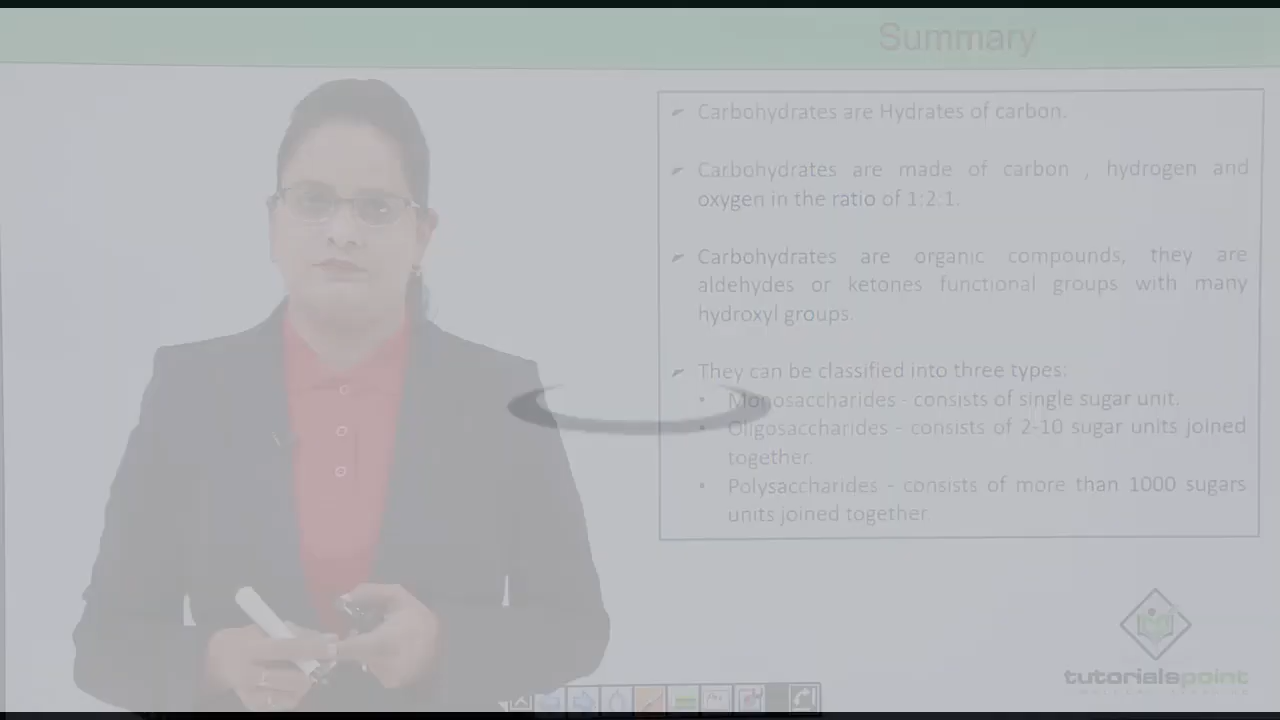 Summary
Carbohydrates are Hydrates of carbon.
Carbohydrates are made of carbon , hydrogen and
oxygen in the ratio of 1:2:1.
Carbohydrates are organic compounds, they are
aldehydes or ketones functional groups with many
hydroxyl groups.
They can be classified into three types:
Monosaccharides - consists of single sugar unit.
Oligosaccharides - consists of 2-10 sugar units joined
together.
Polysaccharides - consists of more than 1000 sugars
units joined together
tutorialspoint